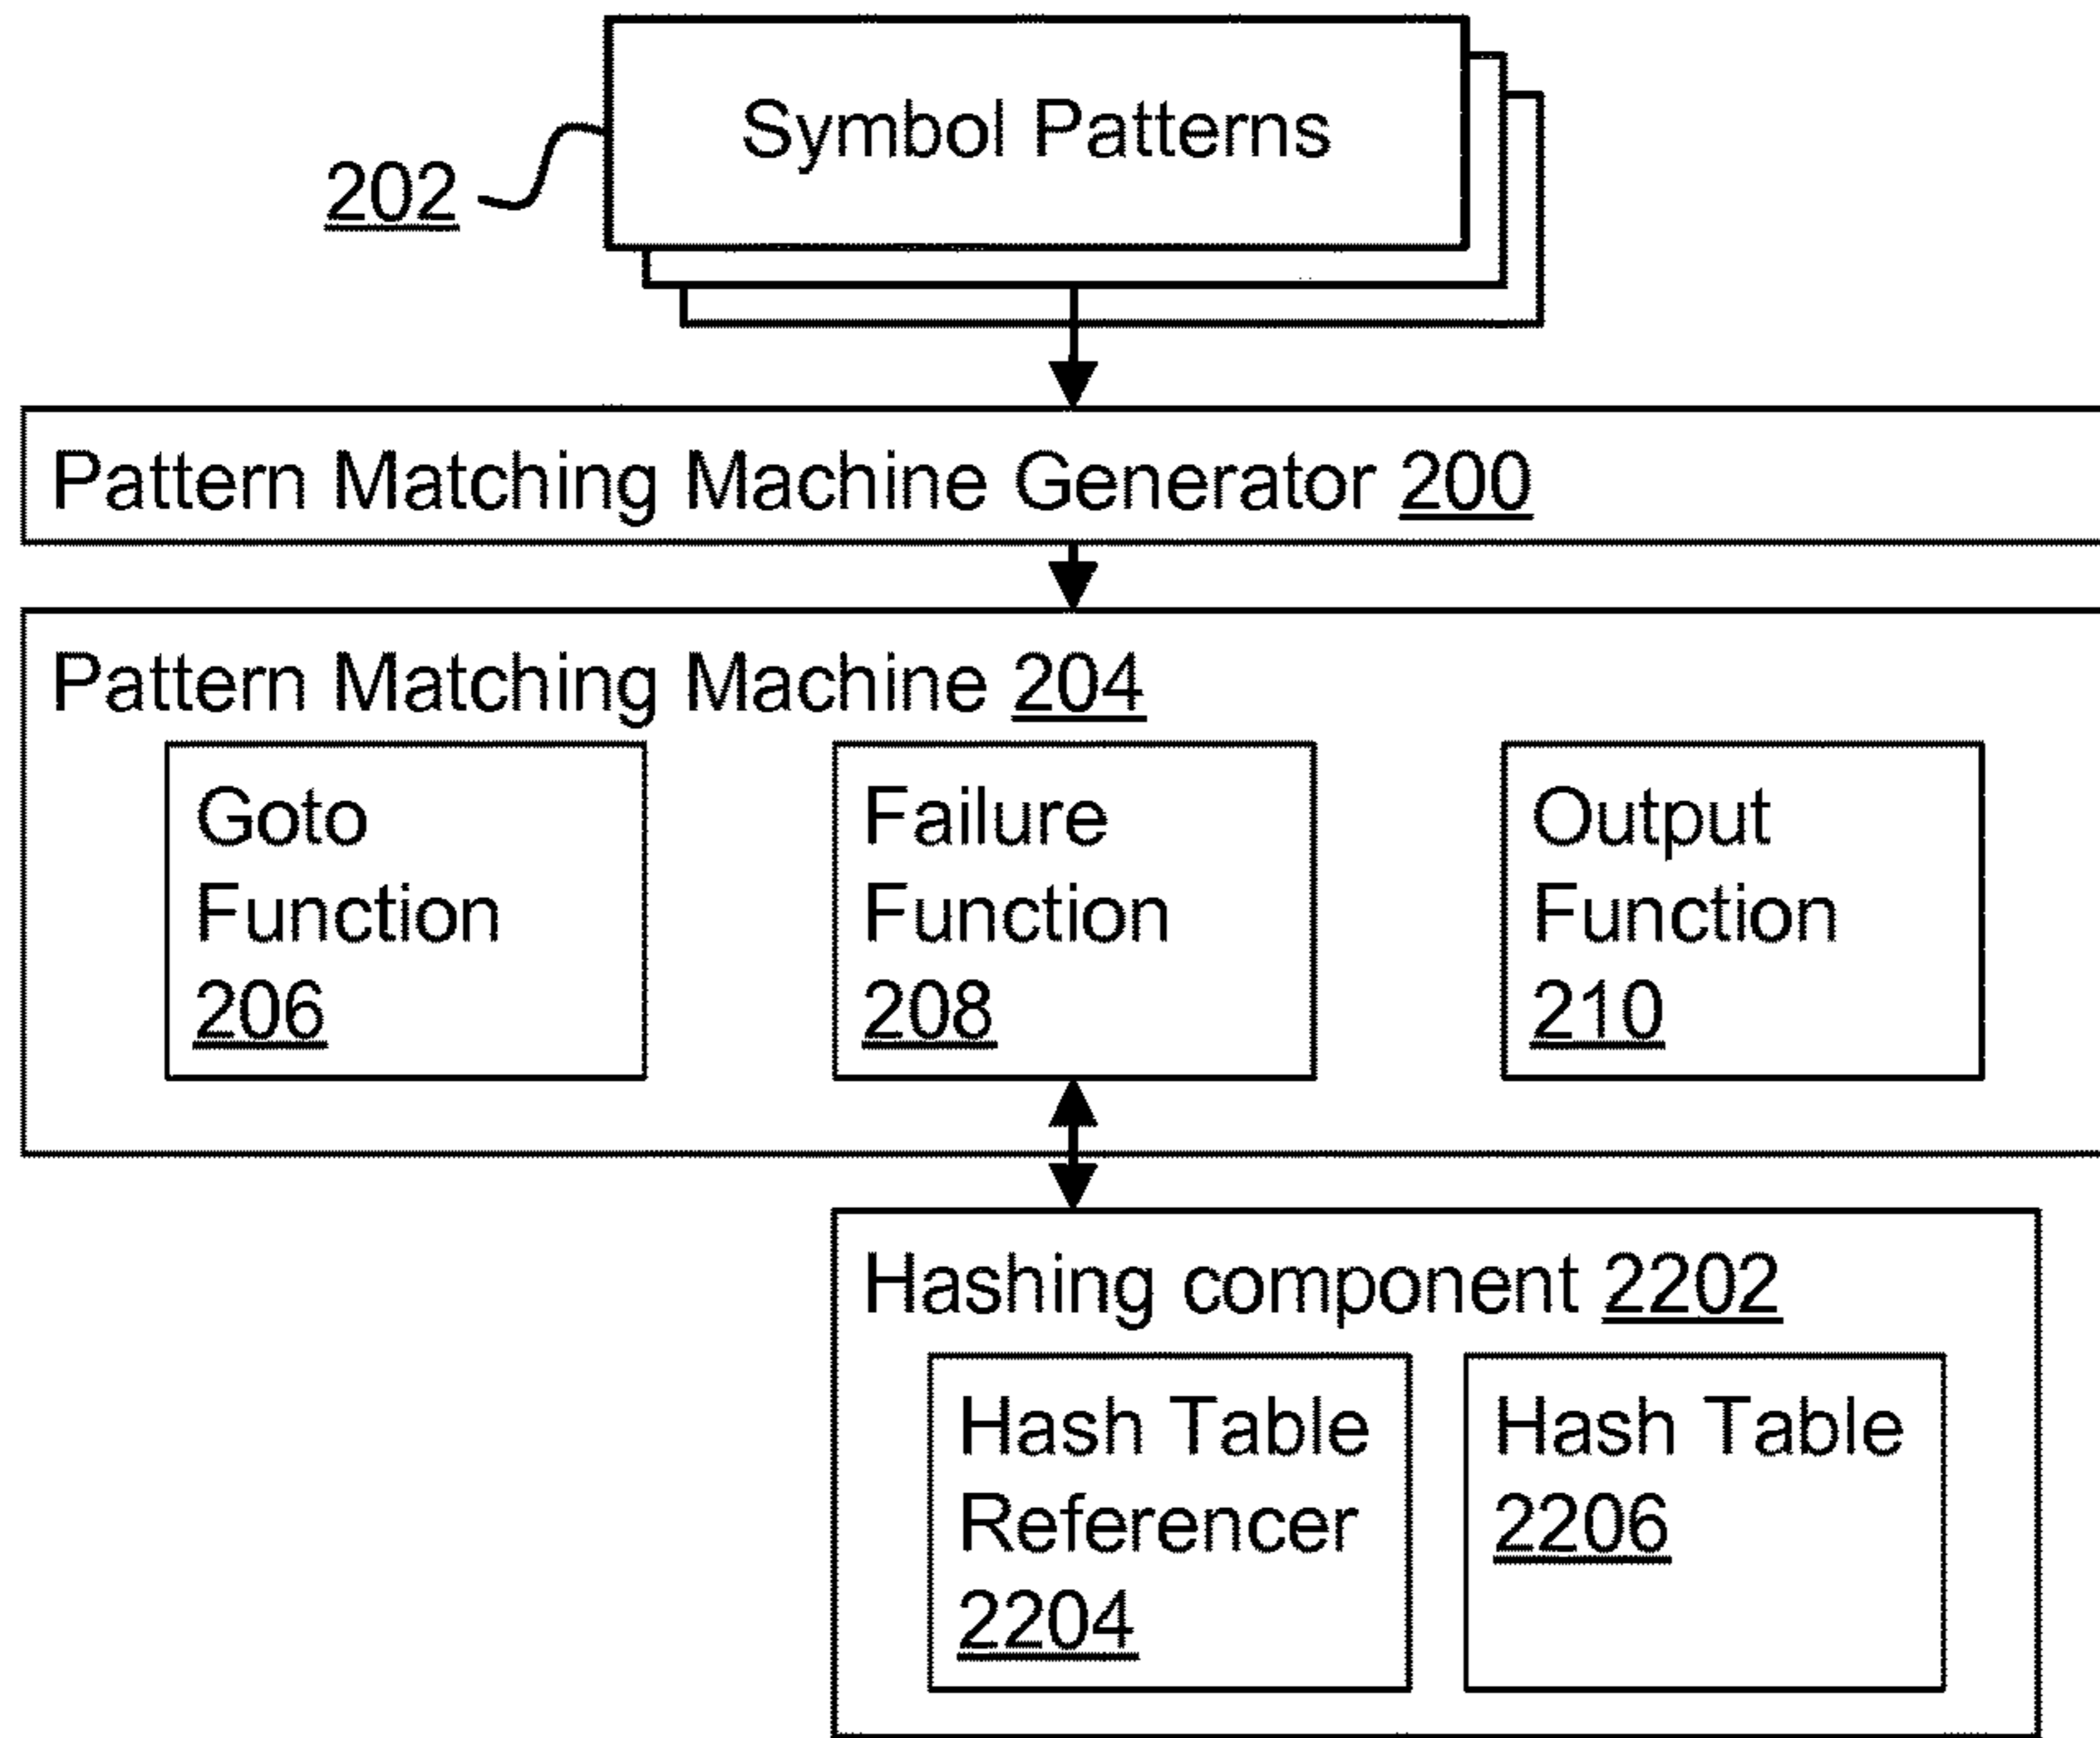 Symbol Patterns
202
Pattern Matching Machine Generator 200
Pattern Matching Machine 204
Goto
Function
206
Failure
Function
208
Output
Function
210
Hashing component 2202
Hash Table
Referencer
2204
Hash Table
2206